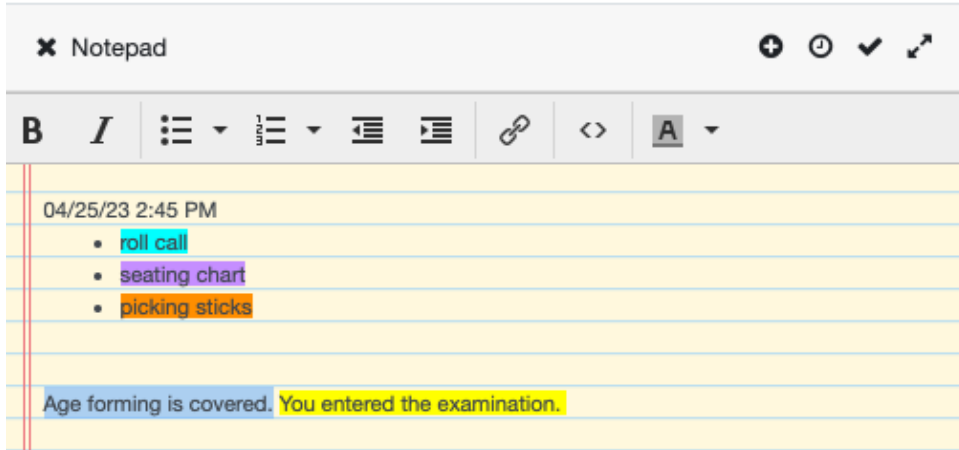 Notepad
B I A
04/25/23 2:45 PM
• roll call
• seating chart
• picking sticks
Age forming is covered. You entered the examination.